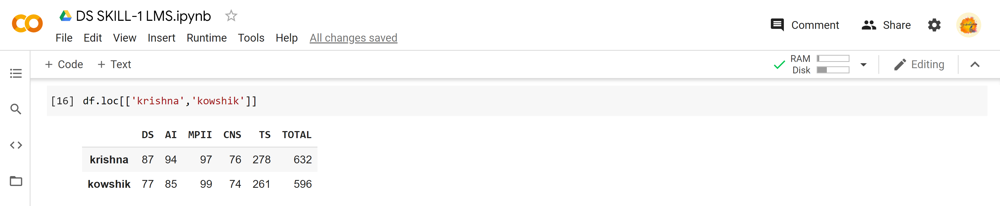 DS SKILL-1 LMS.ipynb
File Edit View Insert Runtime Tools Help All changes saved
Comment Share
+ Code + Text
RAM
Disk
Editing
[16] df.loc[['krishna','kowshik']]
DS AI MPII CNS TS TOTAL
krishna 87 94 97 76 278 632
kowshik 77 85 99 74 261 596